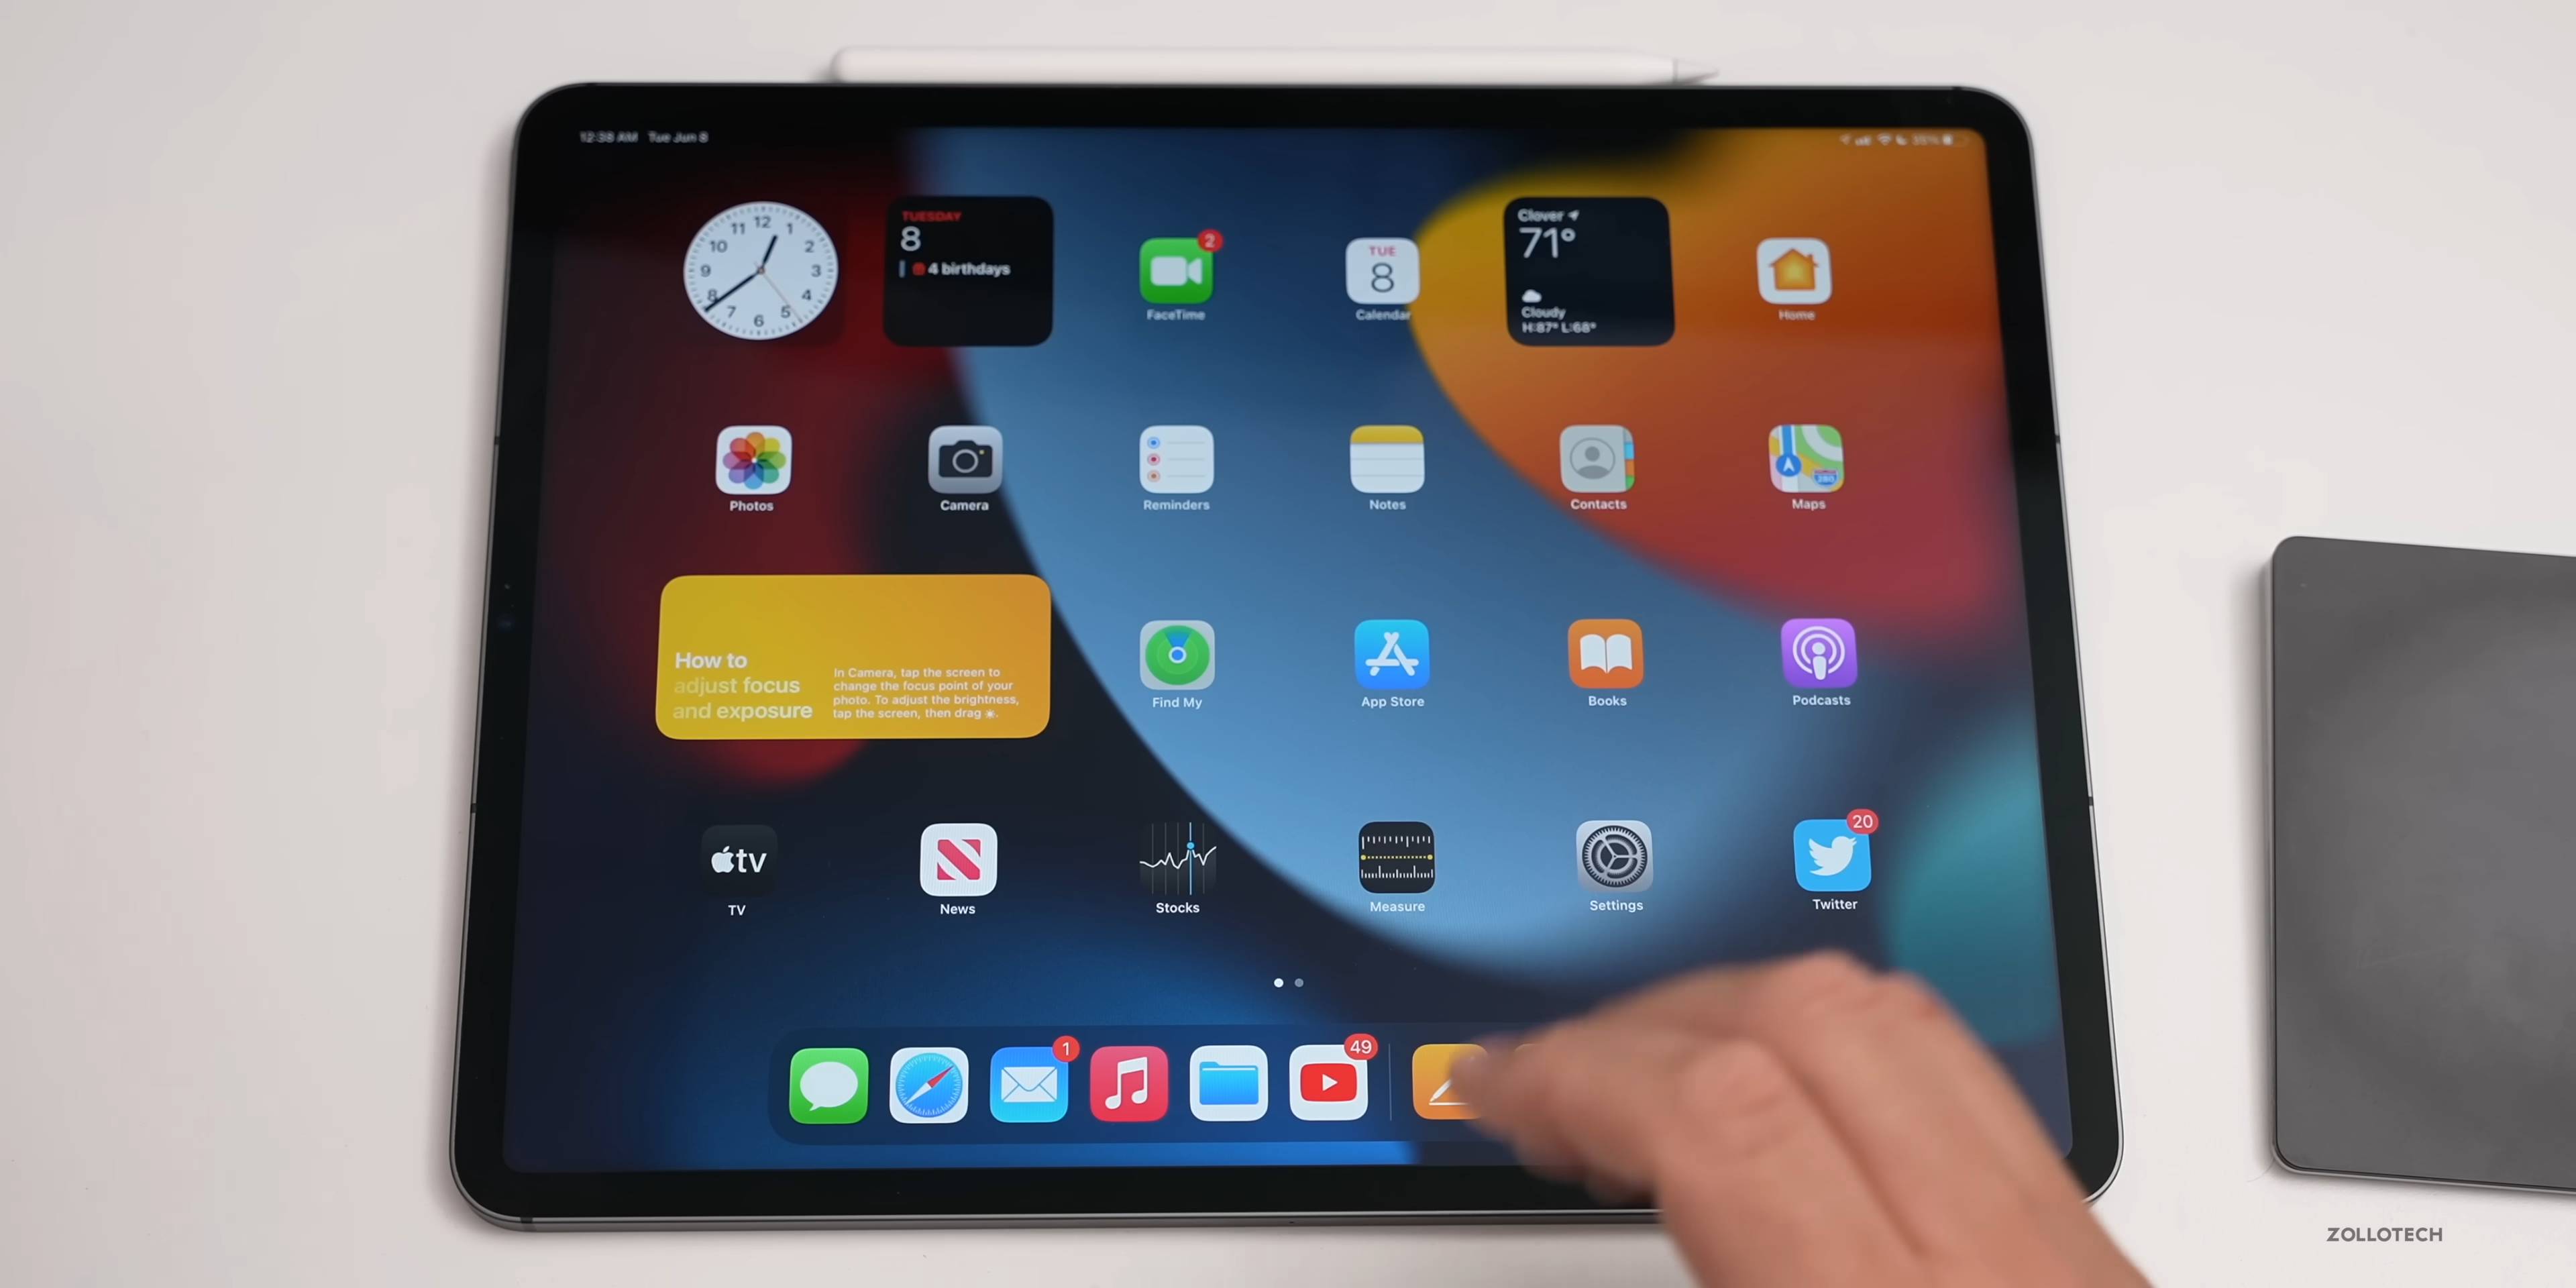 12:38 AM Tue Jun 8
35%
12
11 1
10 2
9 3
8 4
7 5
6
TUESDAY
8
4 birthdays
2
FaceTime
TUE
8
Calendar
Clover
71°
Cloudy
H:87° L:68°
Home
Photos
Camera
Reminders
Notes
Contacts
280
Maps
How to
adjust focus
and exposure
In Camera, tap the screen to
change the focus point of your
photo. To adjust the brightness,
tap the screen, then drag ☀.
Find My
App Store
Books
Podcasts
tv
TV
News
Stocks
Measure
Settings
20
Twitter
1
49
ZOLLOTECH